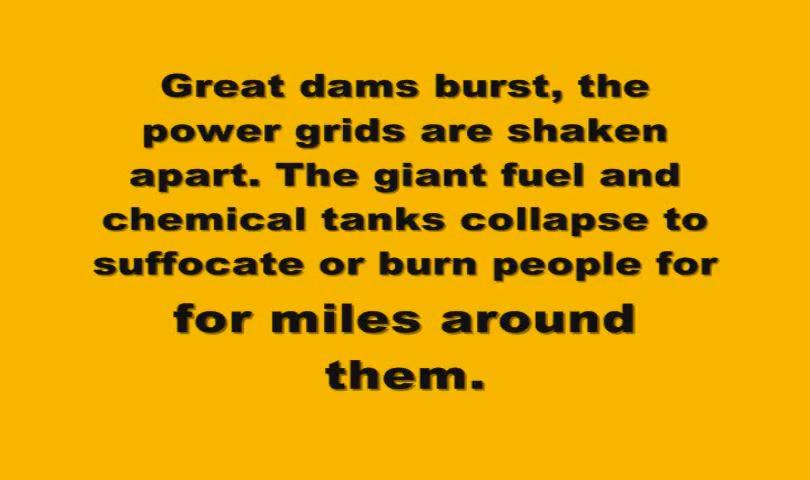 Great dams burst, the
power grids are shaken
apart. The giant fuel and
chemical tanks collapse to
suffocate or burn people for
for miles around
them.